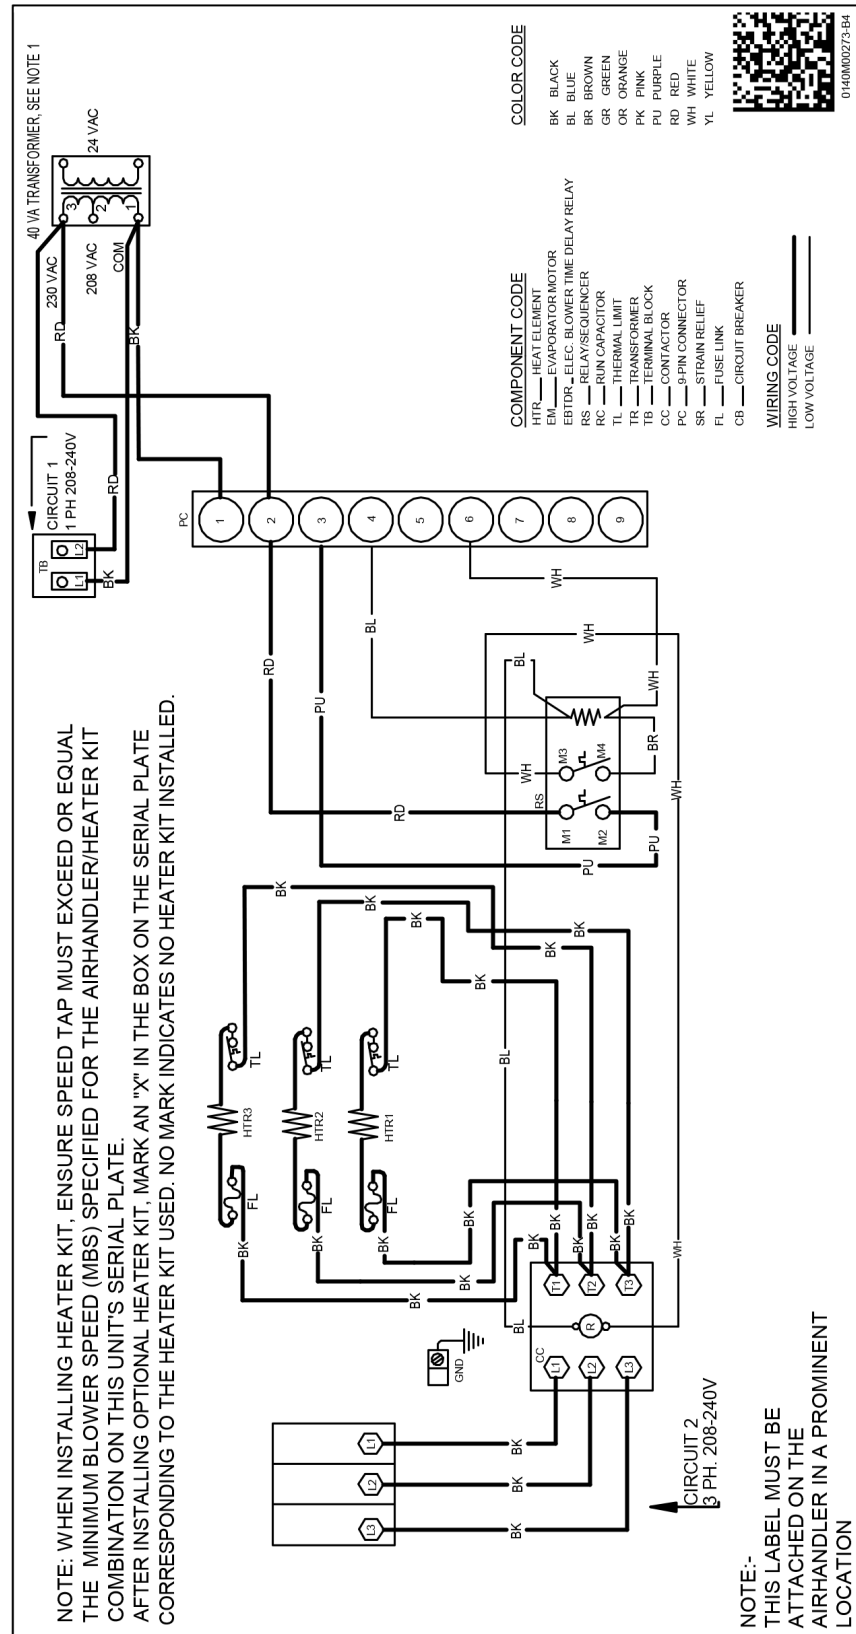 NOTE: WHEN INSTALLING HEATER KIT, ENSURE SPEED TAP MUST EXCEED OR EQUAL
THE MINIMUM BLOWER SPEED (MBS) SPECIFIED FOR THE AIRHANDLER/HEATER KIT
COMBINATION ON THIS UNIT'S SERIAL PLATE.
AFTER INSTALLING OPTIONAL HEATER KIT, MARK AN "X" IN THE BOX ON THE SERIAL PLATE
CORRESPONDING TO THE HEATER KIT USED. NO MARK INDICATES NO HEATER KIT INSTALLED.
TB
L1
L2
CIRCUIT 1
1 PH 208-240V
BK
RD
40 VA TRANSFORMER, SEE NOTE 1
230 VAC
208 VAC
COM
24 VAC
3
2
1
RD
BK
PC
1
2
3
4
5
6
7
8
9
RD
PU
BL
WH
L3
L2
L1
BK
BK
BK
CIRCUIT 2
3 PH. 208-240V
GND
CC
L1
L2
L3
R
T1
T2
T3
BL
WH
BK
BK
BK
BK
BK
BK
BK
BK
BK
BK
BK
BK
FL
HTR3
TL
FL
HTR2
TL
FL
HTR1
TL
BK
BK
BK
BK
BK
BK
BL
RD
PU
PU
RS
M1
M2
M3
M4
WH
BR
BL
WH
WH
WH
COMPONENT CODE
HTR HEAT ELEMENT
EM EVAPORATOR MOTOR
EBTDR ELEC. BLOWER TIME DELAY RELAY
RS RELAY/SEQUENCER
RC RUN CAPACITOR
TL THERMAL LIMIT
TR TRANSFORMER
TB TERMINAL BLOCK
CC CONTACTOR
PC 9-PIN CONNECTOR
SR STRAIN RELIEF
FL FUSE LINK
CB CIRCUIT BREAKER
WIRING CODE
HIGH VOLTAGE
LOW VOLTAGE
COLOR CODE
BK BLACK
BL BLUE
BR BROWN
GR GREEN
OR ORANGE
PK PINK
PU PURPLE
RD RED
WH WHITE
YL YELLOW
NOTE:-
THIS LABEL MUST BE
ATTACHED ON THE
AIRHANDLER IN A PROMINENT
LOCATION
0140M00273-B4